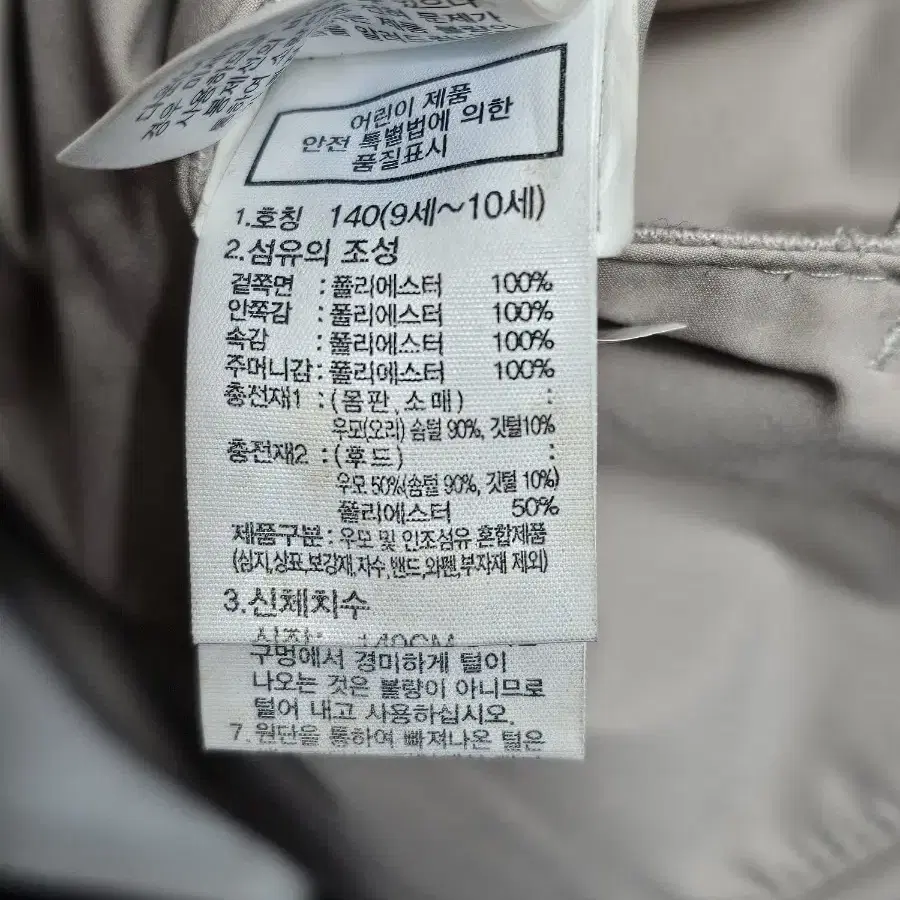 어린이 제품
안전 특별법에 의한
품질표시
1.호칭 140(9세~10세)
2.섬유의 조성
겉쪽면 :폴리에스터 100%
안쪽감 :폴리에스터 100%
속감 :폴리에스터 100%
주머니감:폴리에스터 100%
충전재1 :(몸판,소매) :
우모(오리) 솜털 90%, 깃털10%
충전재2 :(후드) :
우모 50%(솜털 90%, 깃털 10%)
폴리에스터 50%
제품구분:우모 및 인조섬유 혼합제품
(심지,상표,보강재,자수,밴드,와펜,부자재 제외)
3.신체치수
신장: 140CM
구멍에서 경미하게 털이
나오는 것은 불량이 아니므로
털어 내고 사용하십시오.
7.원단을 통하여 빠져나온 털은